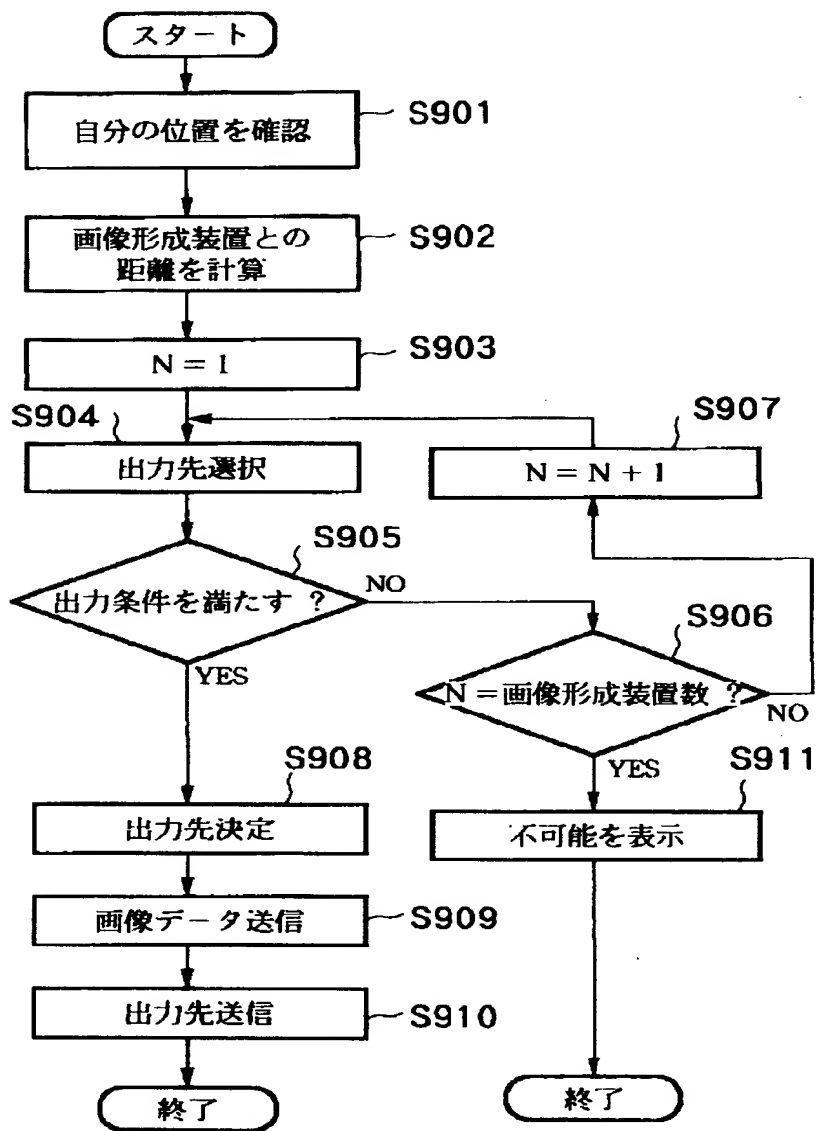 スタート
自分の位置を確認
S901
画像形成装置との
距離を計算
S902
N = 1
S903
S904
出力先選択
S907
N = N + 1
S905
出力条件を満たす ?
NO
YES
S906
N =画像形成装置数 ?
NO
YES
S908
出力先決定
S911
不可能を表示
画像データ送信
S909
出力先送信
S910
終了
終了